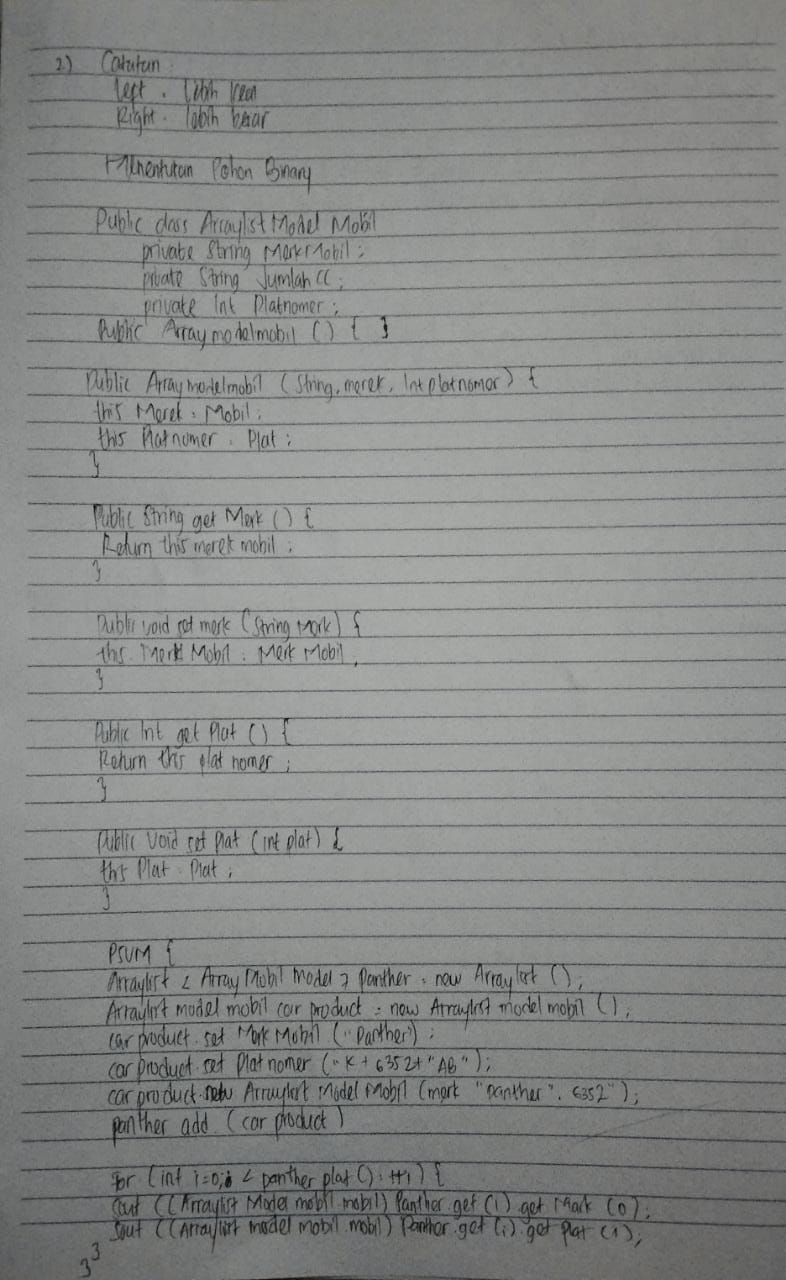 2.) Catatan :
Left = lebih kecil
Right = lebih besar
Menentukan Pohon Binary
Public class Arraylist Model Mobil
private String Merk Mobil ;
private String Jumlah CC ;
private Int Platnomer ;
Public Array modelmobil () { }
Public Array modelmobil (String, merek, Int platnomor) {
this Merek = Mobil ;
this Platnomer = Plat ;
}
Public String get Merk () {
Return this merek mobil ;
}
Public void set merk (String Merk) {
this. Merk Mobil = Merk Mobil ,
}
Public Int get Plat () {
Return this plat nomer ;
}
Public Void set Plat (int plat) {
this Plat = Plat ;
}
PSVM {
Arraylist < Array Mobil model > Panther = new Arraylist () ;
Arraylist model mobil car product = new Arraylist model mobil () ;
car product. set Merk Mobil ("Panther") ;
car product. set Plat nomer ("K + 6352 + "AB") ;
car product. new Arraylist Model Mobil (merk "panther". 6352") ;
panther add. (car product)
for (int i=0; i < panther plat () ; ++i) {
Sout ((Arraylist Model mobil mobil) Panther. get (i) get Mark (0) ;
Sout ((Arraylist model mobil mobil) Panther. get (i). get Plat (1) ;
}
}